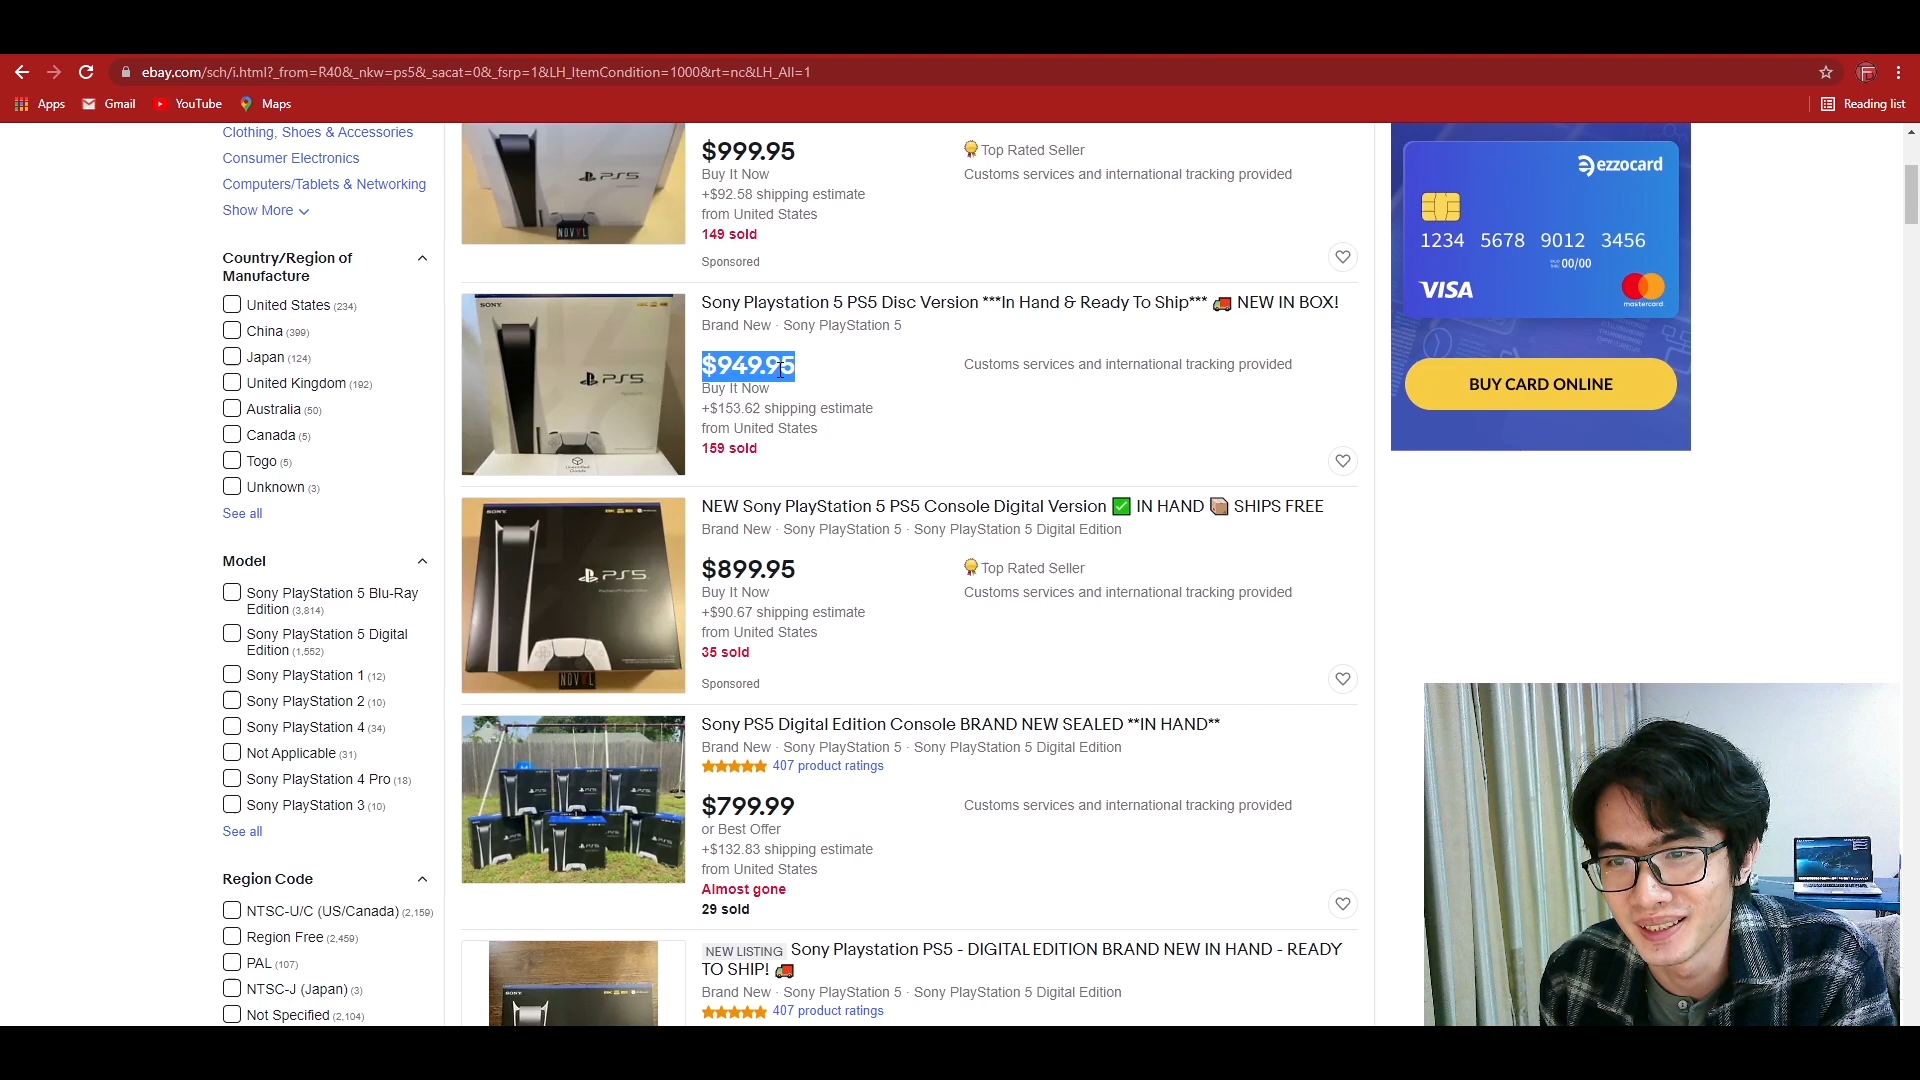 ebay.com/sch/i.html?_from=R40&_nkw=ps5&_sacat=0&_fsrp=1&LH_ItemCondition=1000&rt=nc&LH_All=1
Apps Gmail YouTube Maps Reading list
Clothing, Shoes & Accessories
Consumer Electronics
Computers/Tablets & Networking
Show More
Country/Region of
Manufacture
United States (234)
China (399)
Japan (124)
United Kingdom (192)
Australia (50)
Canada (5)
Togo (5)
Unknown (3)
See all
Model
Sony PlayStation 5 Blu-Ray
Edition (3,814)
Sony PlayStation 5 Digital
Edition (1,552)
Sony PlayStation 1 (12)
Sony PlayStation 2 (10)
Sony PlayStation 4 (34)
Not Applicable (31)
Sony PlayStation 4 Pro (18)
Sony PlayStation 3 (10)
See all
Region Code
NTSC-U/C (US/Canada) (2,159)
Region Free (2,459)
PAL (107)
NTSC-J (Japan) (3)
Not Specified (2,104)
PS5
NOVYL
$999.95
Buy It Now
+$92.58 shipping estimate
from United States
149 sold
Sponsored
Top Rated Seller
Customs services and international tracking provided
SONY
PS5
Sony Playstation 5 PS5 Disc Version ***In Hand & Ready To Ship*** 🚚 NEW IN BOX!
Brand New · Sony PlayStation 5
$949.95
Buy It Now
+$153.62 shipping estimate
from United States
159 sold
Customs services and international tracking provided
SONY
PS5
NOVYL
NEW Sony PlayStation 5 PS5 Console Digital Version ✅ IN HAND 📦 SHIPS FREE
Brand New · Sony PlayStation 5 · Sony PlayStation 5 Digital Edition
$899.95
Buy It Now
+$90.67 shipping estimate
from United States
35 sold
Sponsored
Top Rated Seller
Customs services and international tracking provided
Sony PS5 Digital Edition Console BRAND NEW SEALED **IN HAND**
Brand New · Sony PlayStation 5 · Sony PlayStation 5 Digital Edition
407 product ratings
$799.99
or Best Offer
+$132.83 shipping estimate
from United States
Almost gone
29 sold
Customs services and international tracking provided
SONY
NEW LISTING Sony Playstation PS5 - DIGITAL EDITION BRAND NEW IN HAND - READY
TO SHIP! 🚚
Brand New · Sony PlayStation 5 · Sony PlayStation 5 Digital Edition
407 product ratings
ezzocard
1234 5678 9012 3456
00/00
VISA
mastercard
BUY CARD ONLINE